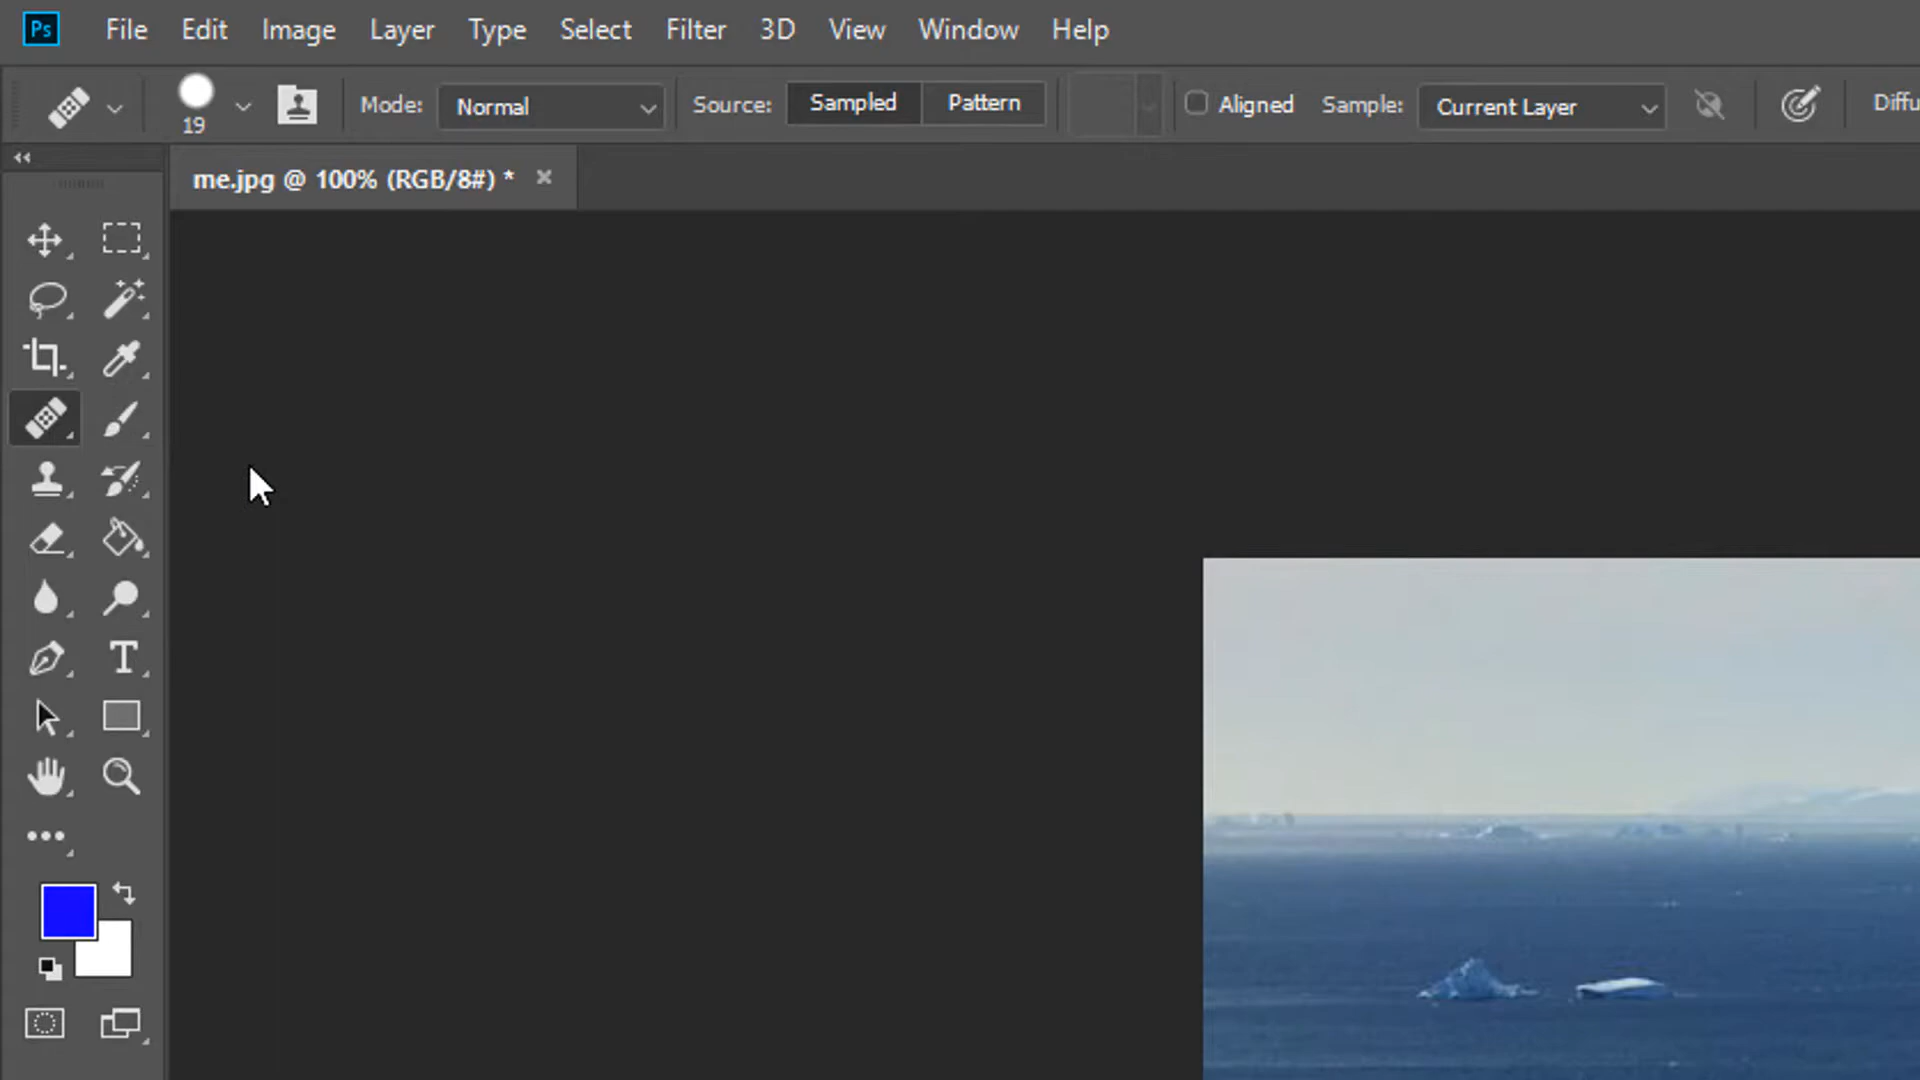 Ps File Edit Image Layer Type Select Filter 3D View Window Help
19 Mode: Normal Source: Sampled Pattern Aligned Sample: Current Layer Diffu
me.jpg @ 100% (RGB/8#) *
T